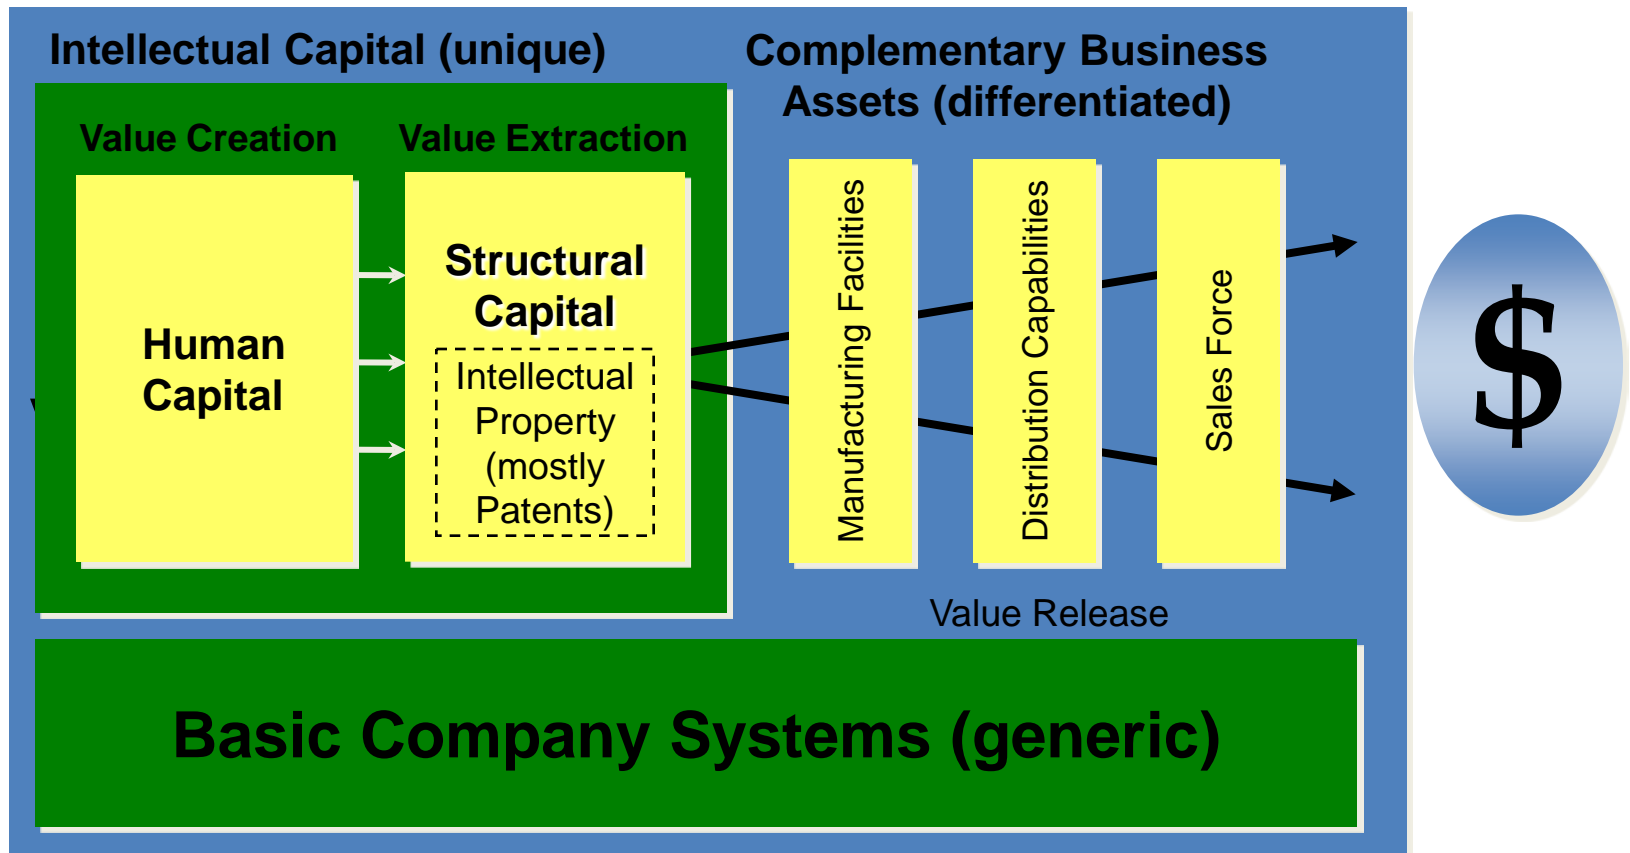 Intellectual Capital (unique)
Complementary Business
Assets (differentiated)
Value Creation
Value Extraction
Human
Capital
Structural
Capital
Intellectual
Property
(mostly
Patents)
Manufacturing Facilities
Distribution Capabilities
Sales Force
$
Value Release
Basic Company Systems (generic)